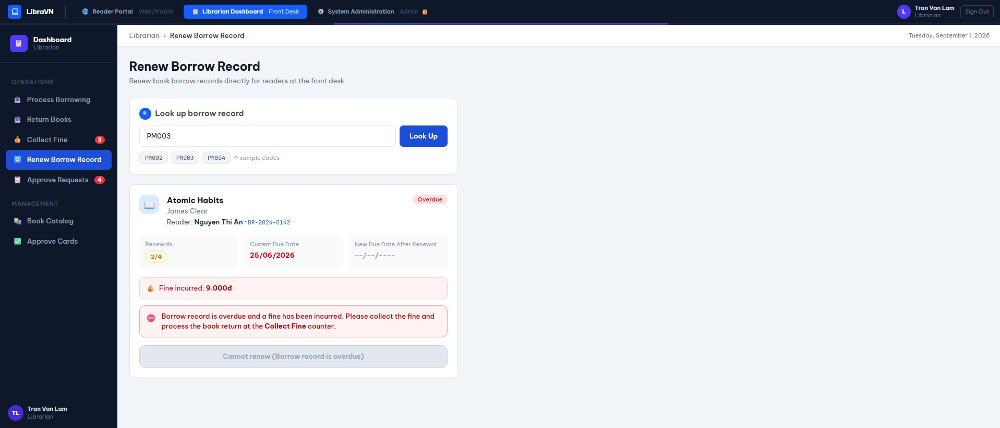 LibraVN
Reader Portal · Web/Mobile
Librarian Dashboard · Front Desk
System Administration · Admin
L
Tran Van Lam
Librarian
Sign Out
Dashboard
Librarian
Librarian › Renew Borrow Record
Tuesday, September 1, 2026
OPERATIONS
Process Borrowing
Return Books
Collect Fine 3
Renew Borrow Record
Approve Requests 4
MANAGEMENT
Book Catalog
Approve Cards
TL
Tran Van Lam
Librarian
Renew Borrow Record
Renew book borrow records directly for readers at the front desk
Look up borrow record
PM003
Look Up
PM002 PM003 PM004 ↑ sample codes
Atomic Habits
Overdue
James Clear
Reader: Nguyen Thi An · DR-2024-0142
Renewals
2/4
Current Due Date
25/06/2026
New Due Date After Renewal
--/--/----
Fine incurred: 9.000đ
Borrow record is overdue and a fine has been incurred. Please collect the fine and
process the book return at the Collect Fine counter.
Cannot renew (Borrow record is overdue)